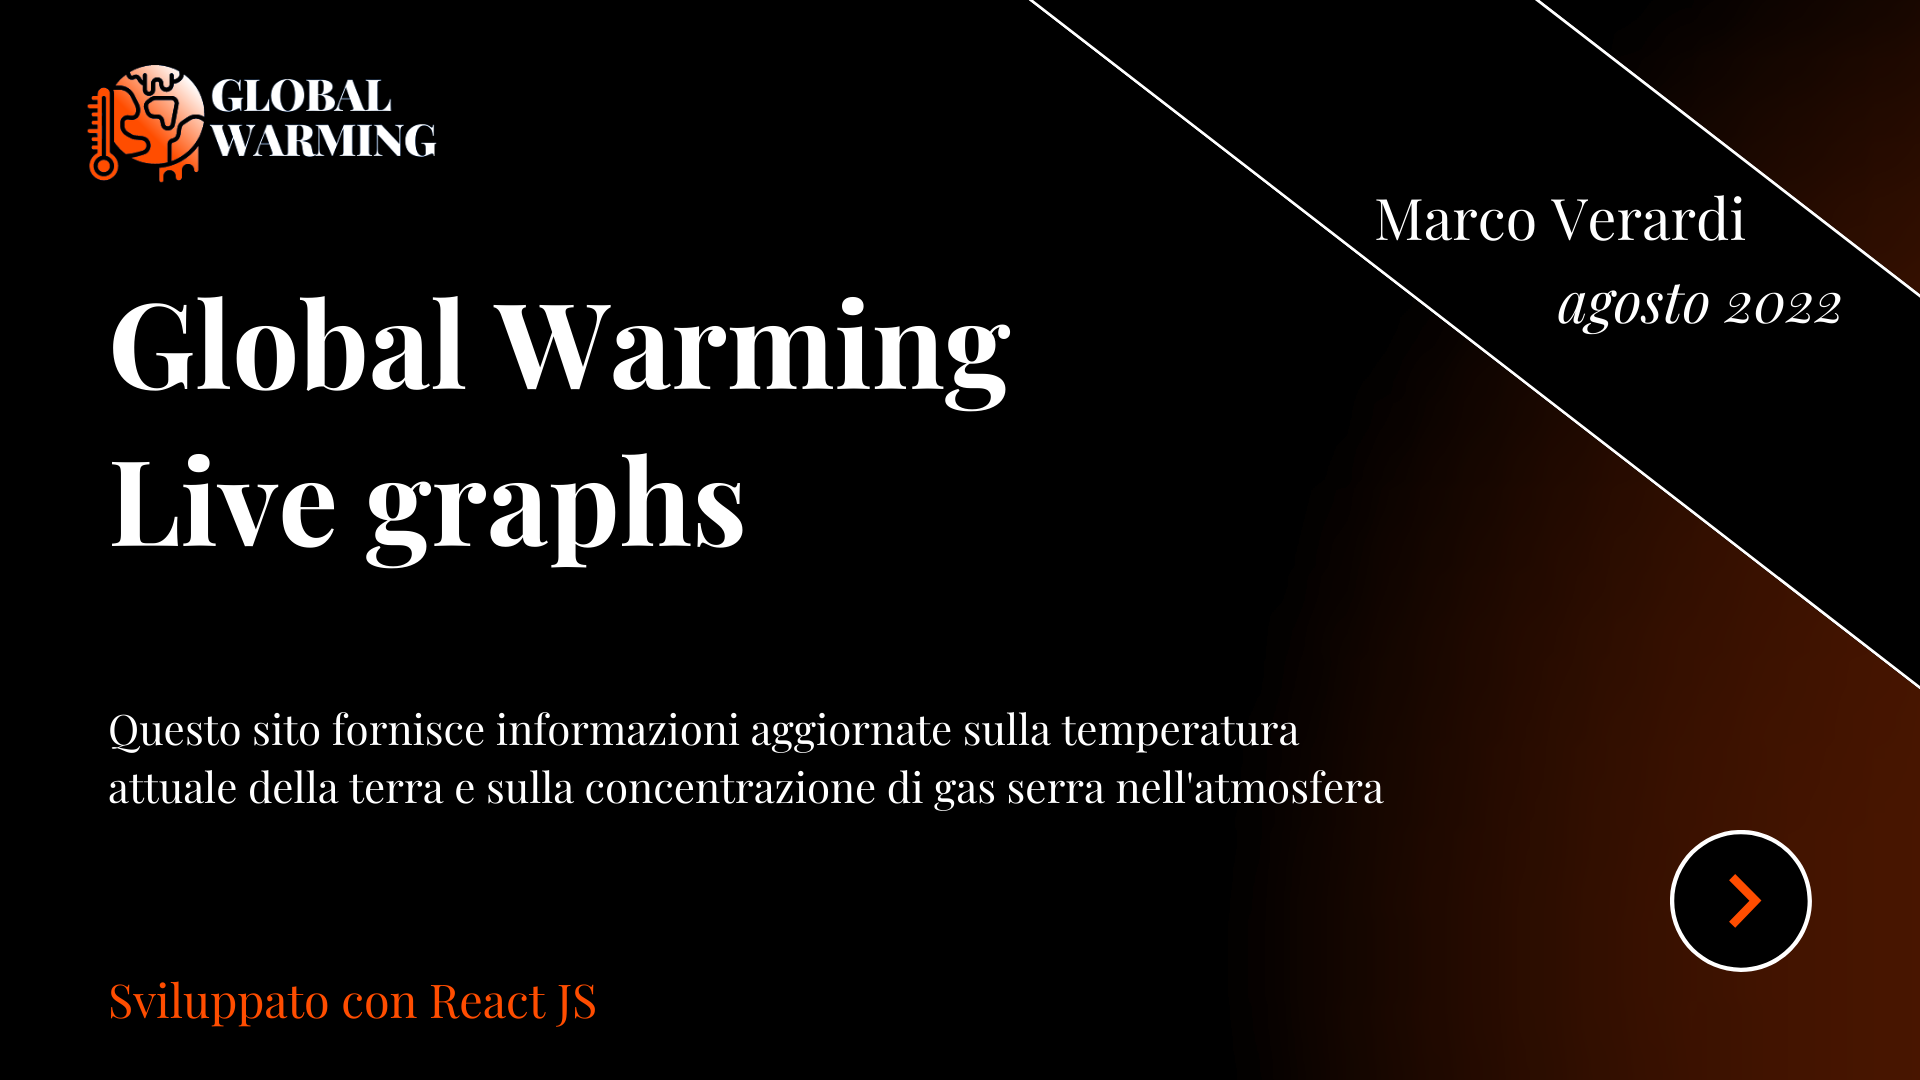 GLOBAL
WARMING
Marco Verardi
agosto 2022
Global Warming
Live graphs
Questo sito fornisce informazioni aggiornate sulla temperatura
attuale della terra e sulla concentrazione di gas serra nell'atmosfera
Sviluppato con React JS